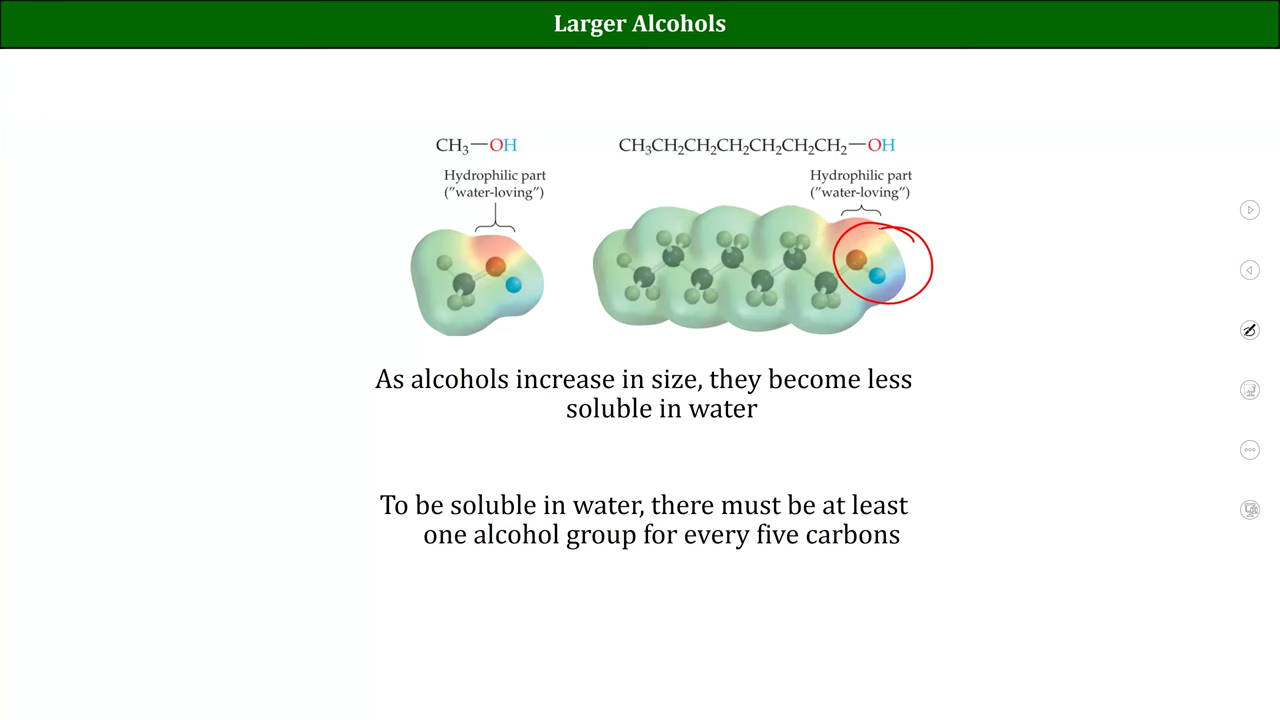 Larger Alcohols
CH₃—OH
CH₃CH₂CH₂CH₂CH₂CH₂CH₂—OH
Hydrophilic part
("water-loving")
Hydrophilic part
("water-loving")
As alcohols increase in size, they become less
soluble in water
To be soluble in water, there must be at least
one alcohol group for every five carbons